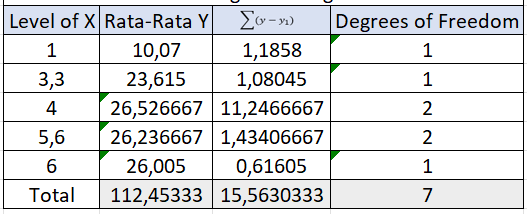 Level of X Rata-Rata Y ∑(y − y₁) Degrees of Freedom
1 10,07 1,1858 1
3,3 23,615 1,08045 1
4 26,526667 11,2466667 2
5,6 26,236667 1,43406667 2
6 26,005 0,61605 1
Total 112,45333 15,5630333 7